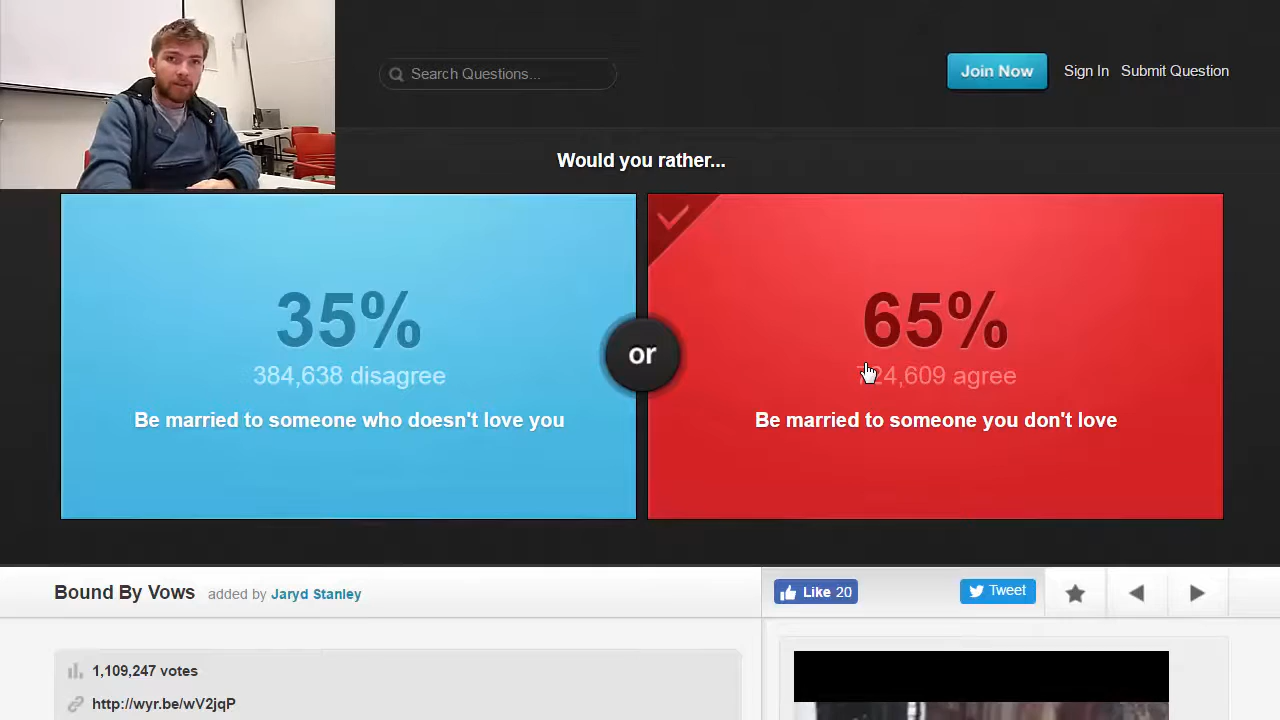 Search Questions...
Join Now
Sign In
Submit Question
Would you rather...
35%
384,638 disagree
Be married to someone who doesn't love you
or
65%
24,609 agree
Be married to someone you don't love
Bound By Vows added by Jaryd Stanley
Like 20
Tweet
1,109,247 votes
http://wyr.be/wV2jqP